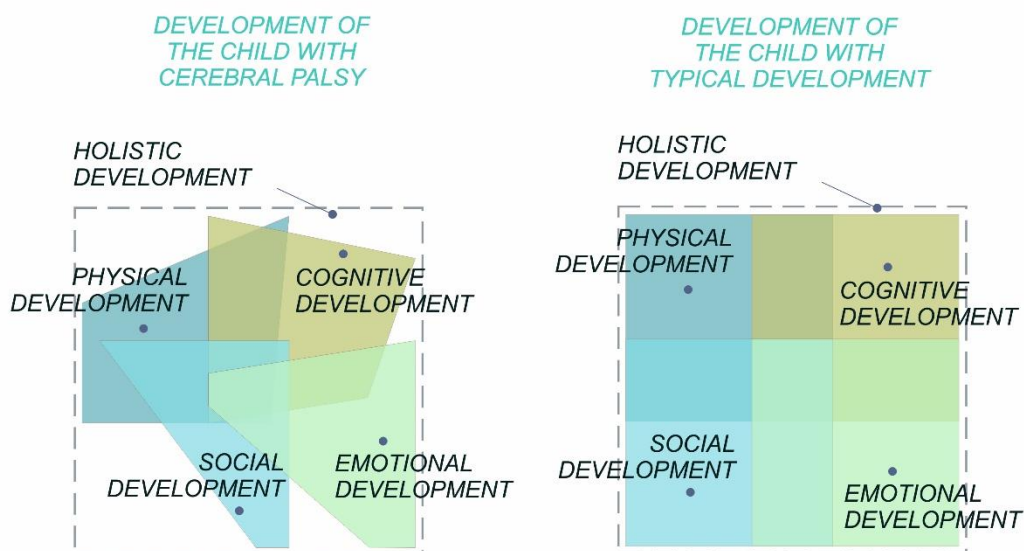 DEVELOPMENT OF
THE CHILD WITH
CEREBRAL PALSY
HOLISTIC
DEVELOPMENT
PHYSICAL
DEVELOPMENT
COGNITIVE
DEVELOPMENT
SOCIAL
DEVELOPMENT
EMOTIONAL
DEVELOPMENT
DEVELOPMENT OF
THE CHILD WITH
TYPICAL DEVELOPMENT
HOLISTIC
DEVELOPMENT
PHYSICAL
DEVELOPMENT
COGNITIVE
DEVELOPMENT
SOCIAL
DEVELOPMENT
EMOTIONAL
DEVELOPMENT